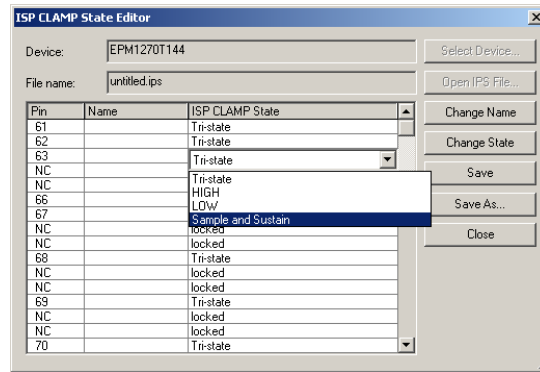 ISP CLAMP State Editor
Device: EPM1270T144 Select Device...
File name: untitled.ips Open IPS File...
Pin Name ISP CLAMP State Change Name
61 Tri-state
62 Tri-state Change State
63 Tri-state
NC Tri-state Save
NC HIGH
66 LOW Save As...
67 Sample and Sustain
NC locked Close
NC locked
68 Tri-state
NC locked
NC locked
69 Tri-state
NC locked
NC locked
70 Tri-state